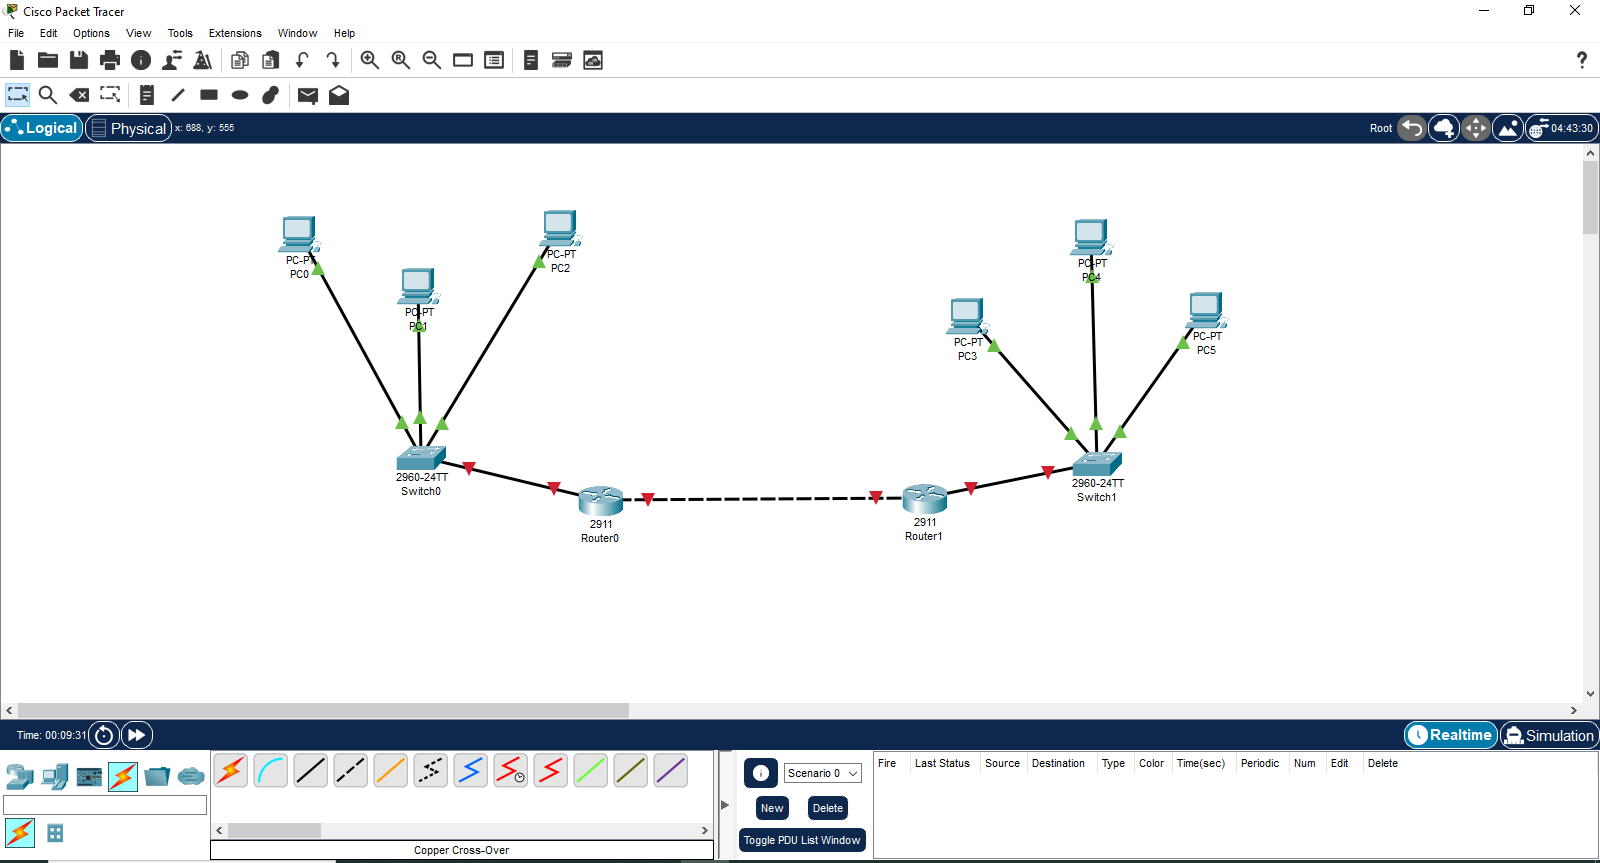 Cisco Packet Tracer
File Edit Options View Tools Extensions Window Help
Logical Physical x: 688, y: 555 Root 04:43:30
PC-PT
PC0
PC-PT
PC1
PC-PT
PC2
PC-PT
PC3
PC-PT
PC4
PC-PT
PC5
2960-24TT
Switch0
2911
Router0
2911
Router1
2960-24TT
Switch1
Time: 00:09:31 Realtime Simulation
Copper Cross-Over
Scenario 0
New Delete
Toggle PDU List Window
Fire Last Status Source Destination Type Color Time(sec) Periodic Num Edit Delete